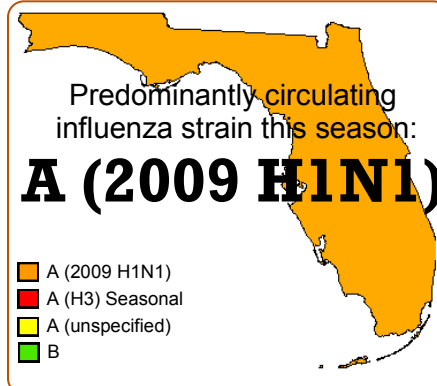 Predominantly circulating
influenza strain this season:
A (2009 H1N1)
A (2009 H1N1)
A (H3) Seasonal
A (unspecified)
B